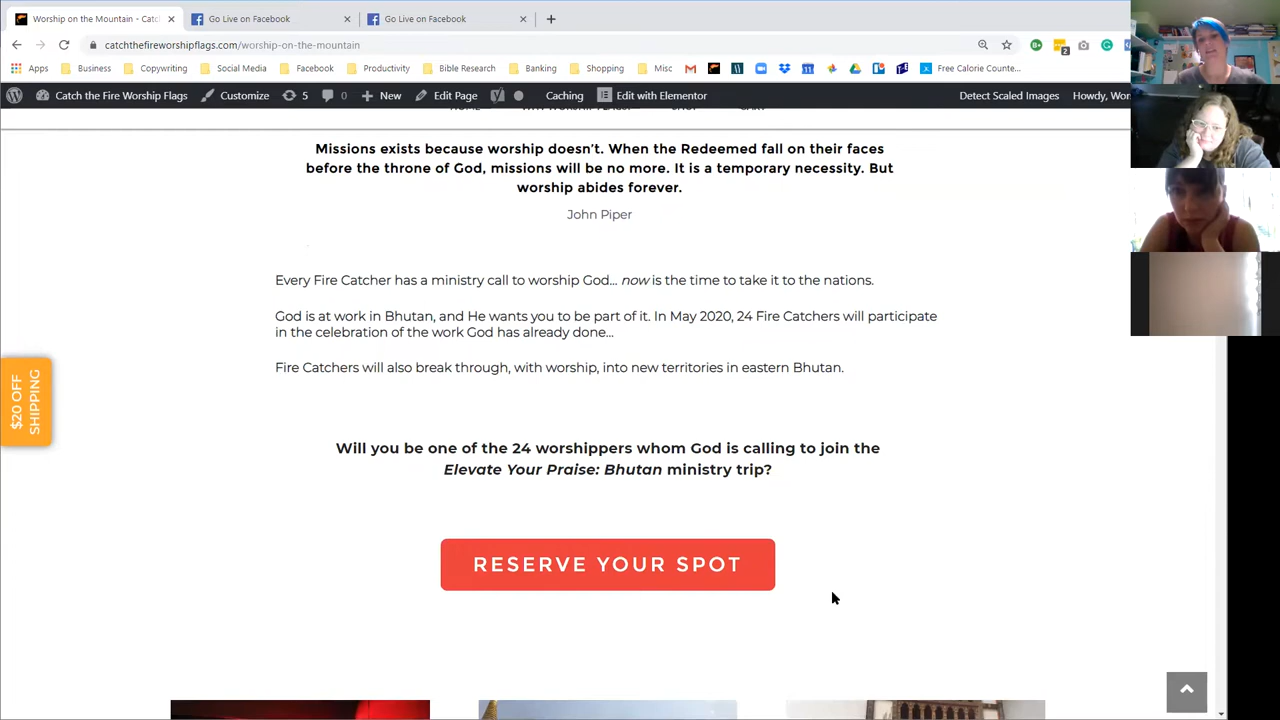 Worship on the Mountain - Catc
Go Live on Facebook
Go Live on Facebook
catchthefireworshipflags.com/worship-on-the-mountain
2
Apps
Business
Copywriting
Social Media
Facebook
Productivity
Bible Research
Banking
Shopping
Misc
Free Calorie Counte...
Catch the Fire Worship Flags
Customize
5
0
New
Edit Page
Caching
Edit with Elementor
Detect Scaled Images
Howdy, Wor
Missions exists because worship doesn't. When the Redeemed fall on their faces
before the throne of God, missions will be no more. It is a temporary necessity. But
worship abides forever.
John Piper
Every Fire Catcher has a ministry call to worship God... now is the time to take it to the nations.
God is at work in Bhutan, and He wants you to be part of it. In May 2020, 24 Fire Catchers will participate
in the celebration of the work God has already done...
Fire Catchers will also break through, with worship, into new territories in eastern Bhutan.
$20 OFF
SHIPPING
Will you be one of the 24 worshippers whom God is calling to join the
Elevate Your Praise: Bhutan ministry trip?
RESERVE YOUR SPOT